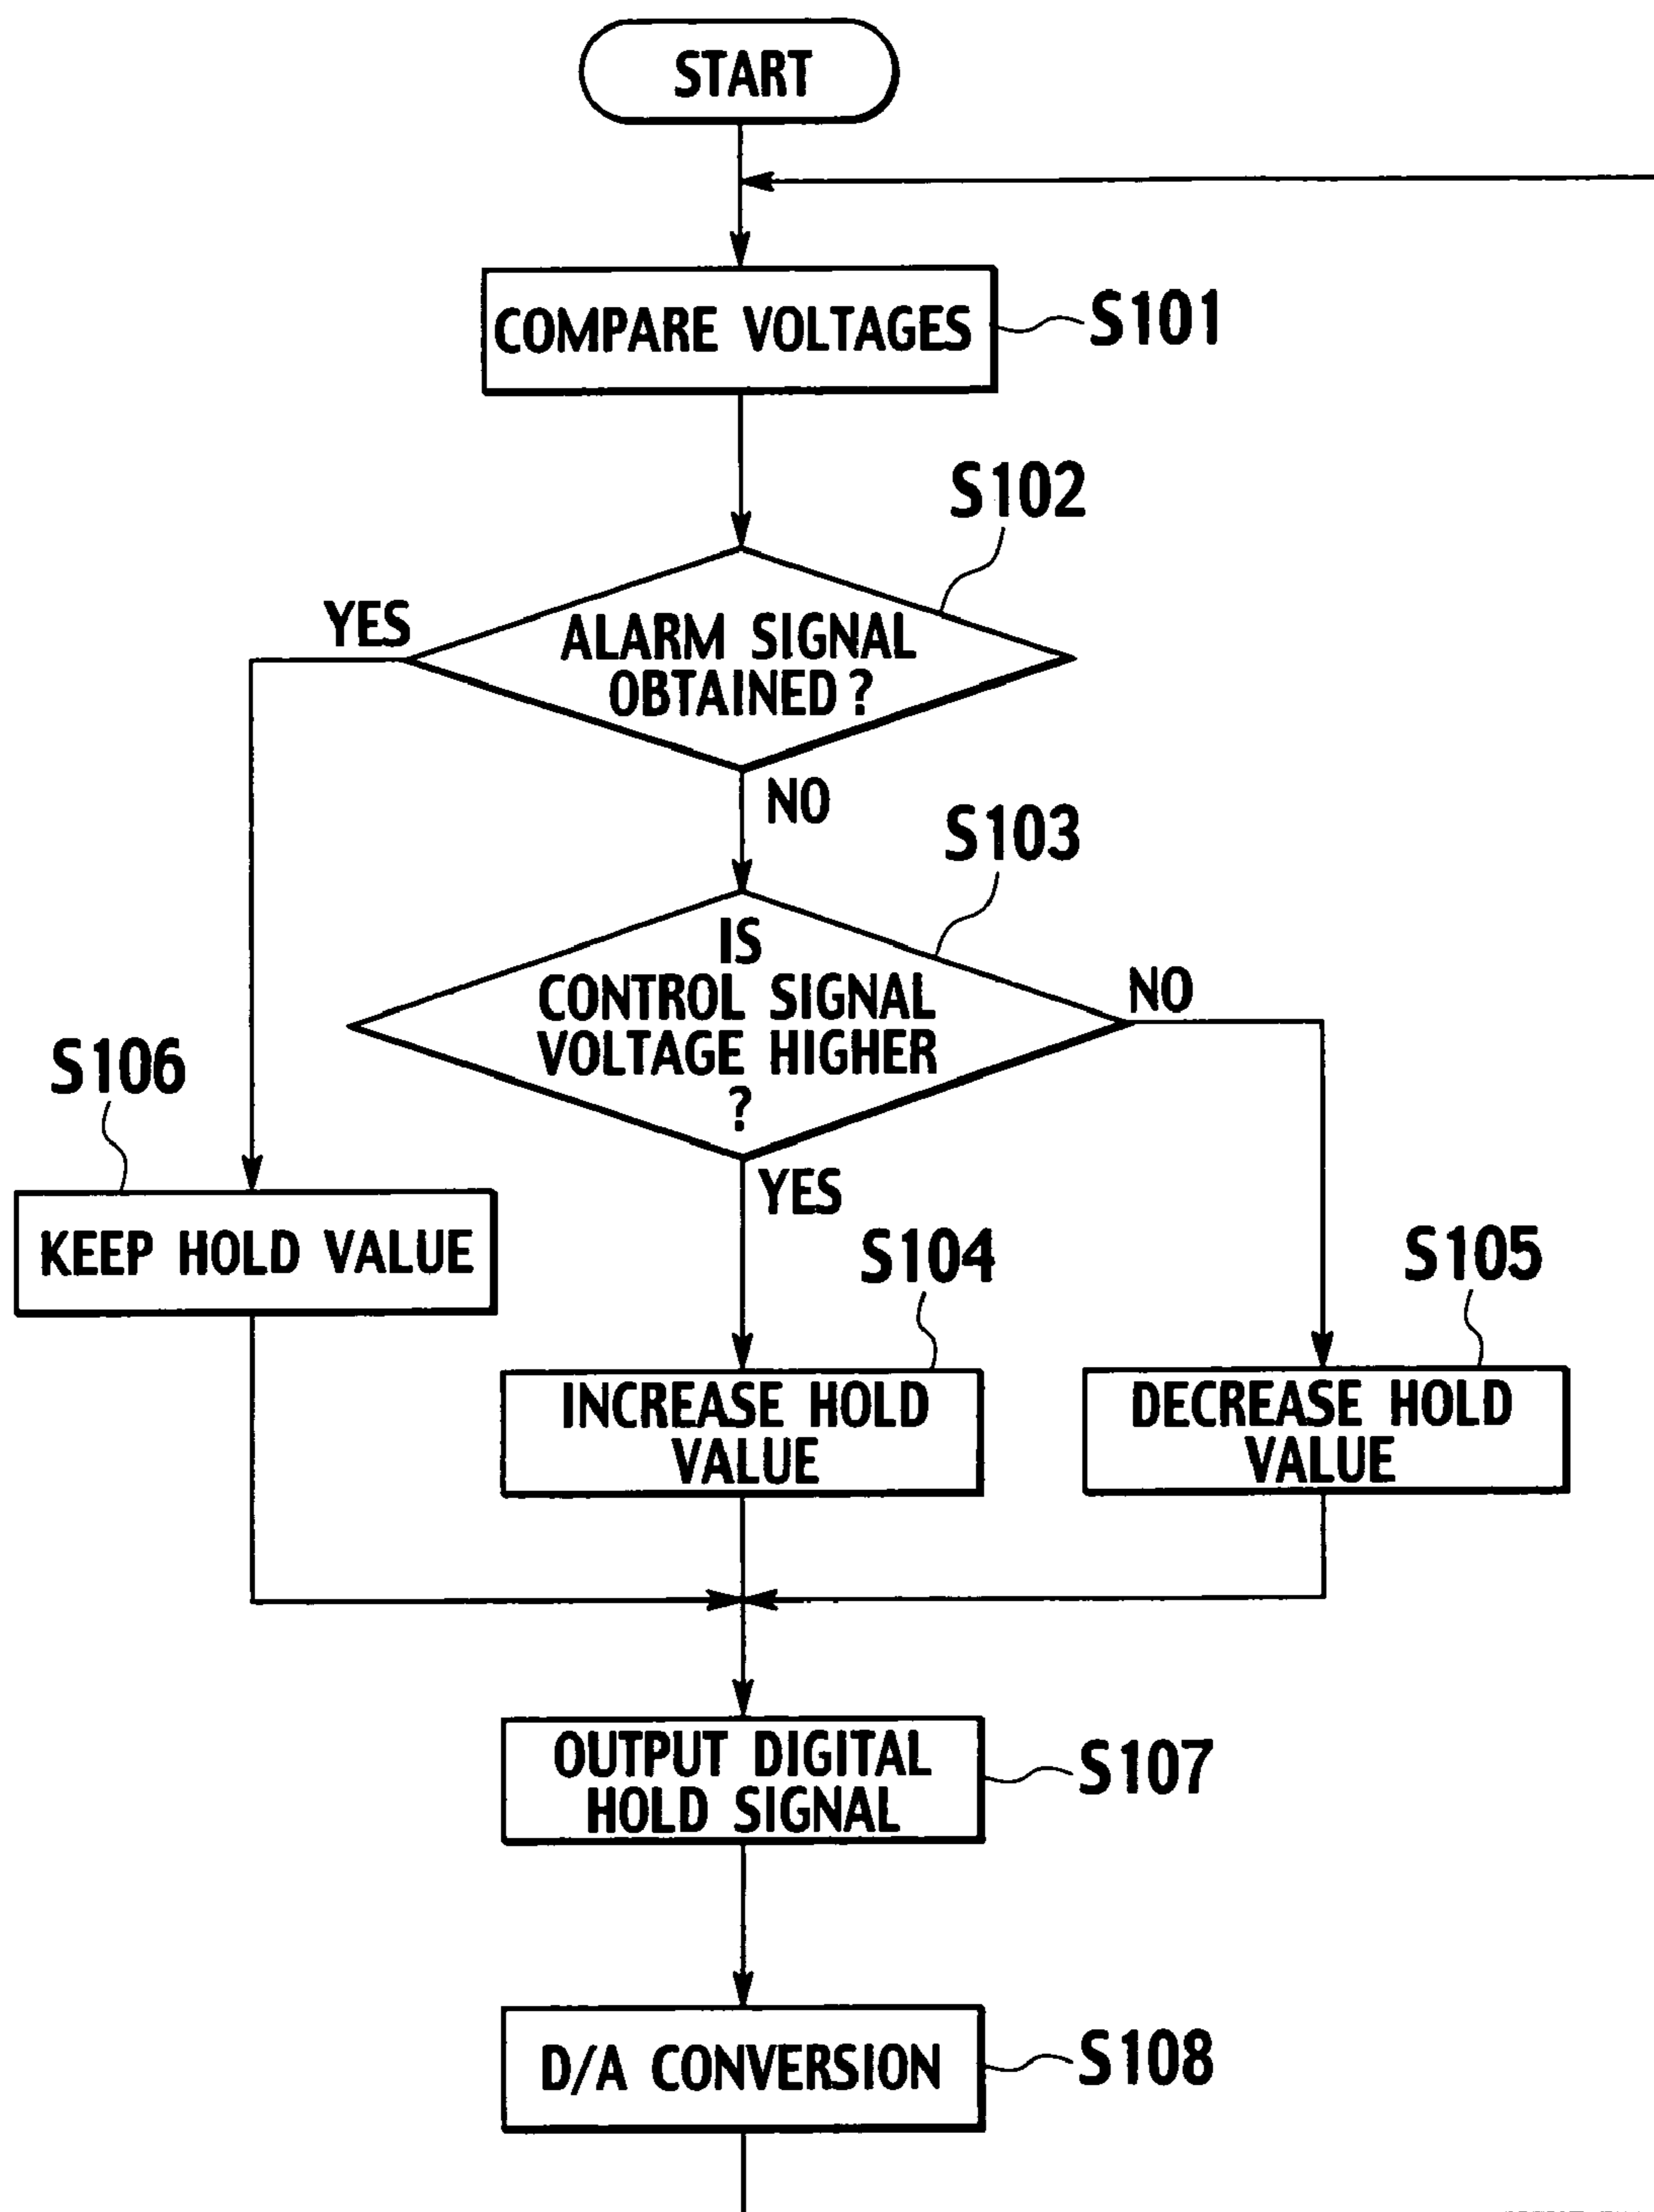 START
COMPARE VOLTAGES
S101
S102
YES
ALARM SIGNAL
OBTAINED ?
NO
S103
IS
CONTROL SIGNAL
VOLTAGE HIGHER
?
NO
S106
YES
KEEP HOLD VALUE
S104
S105
INCREASE HOLD
VALUE
DECREASE HOLD
VALUE
OUTPUT DIGITAL
HOLD SIGNAL
S107
D/A CONVERSION
S108